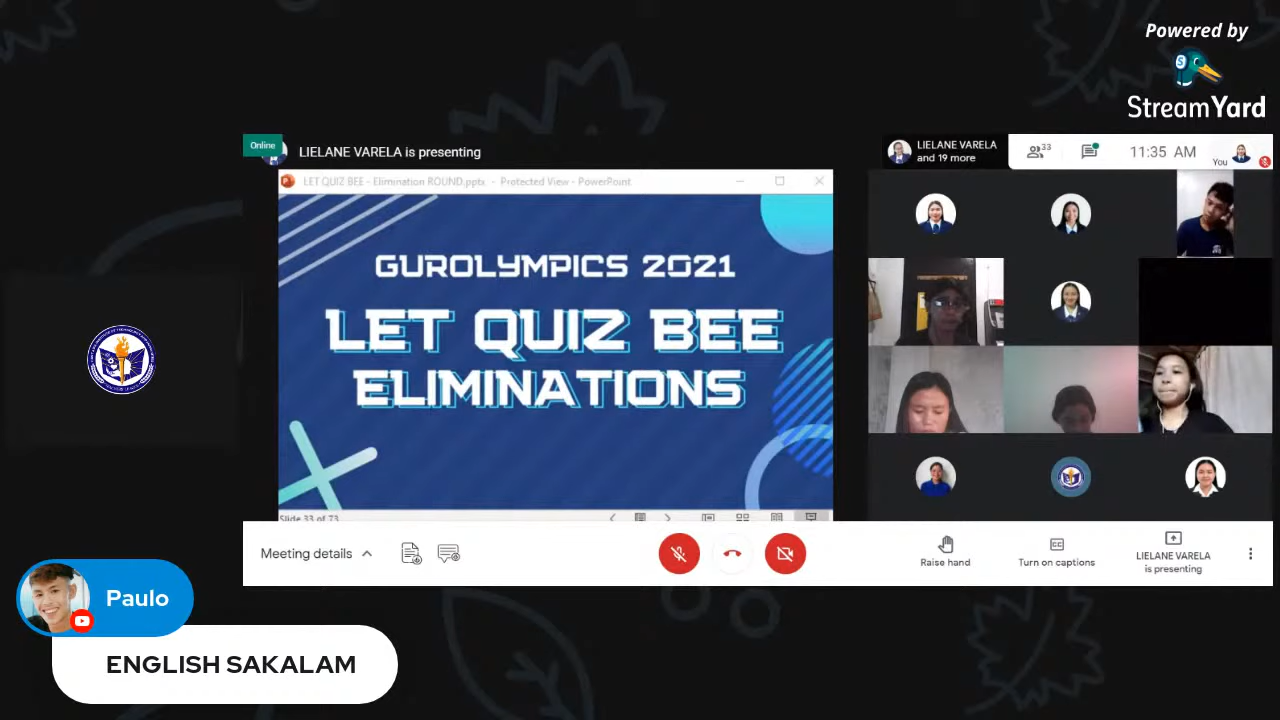 Powered by
StreamYard
Online
LIELANE VARELA is presenting
LIELANE VARELA
and 19 more
33
11:35 AM
You
LET QUIZ BEE - Elimination ROUND.pptx - Protected View - PowerPoint
GUROLYMPICS 2021
LET QUIZ BEE
ELIMINATIONS
Slide 33 of 73
Meeting details
Raise hand
CC
Turn on captions
LIELANE VARELA
is presenting
Paulo
ENGLISH SAKALAM